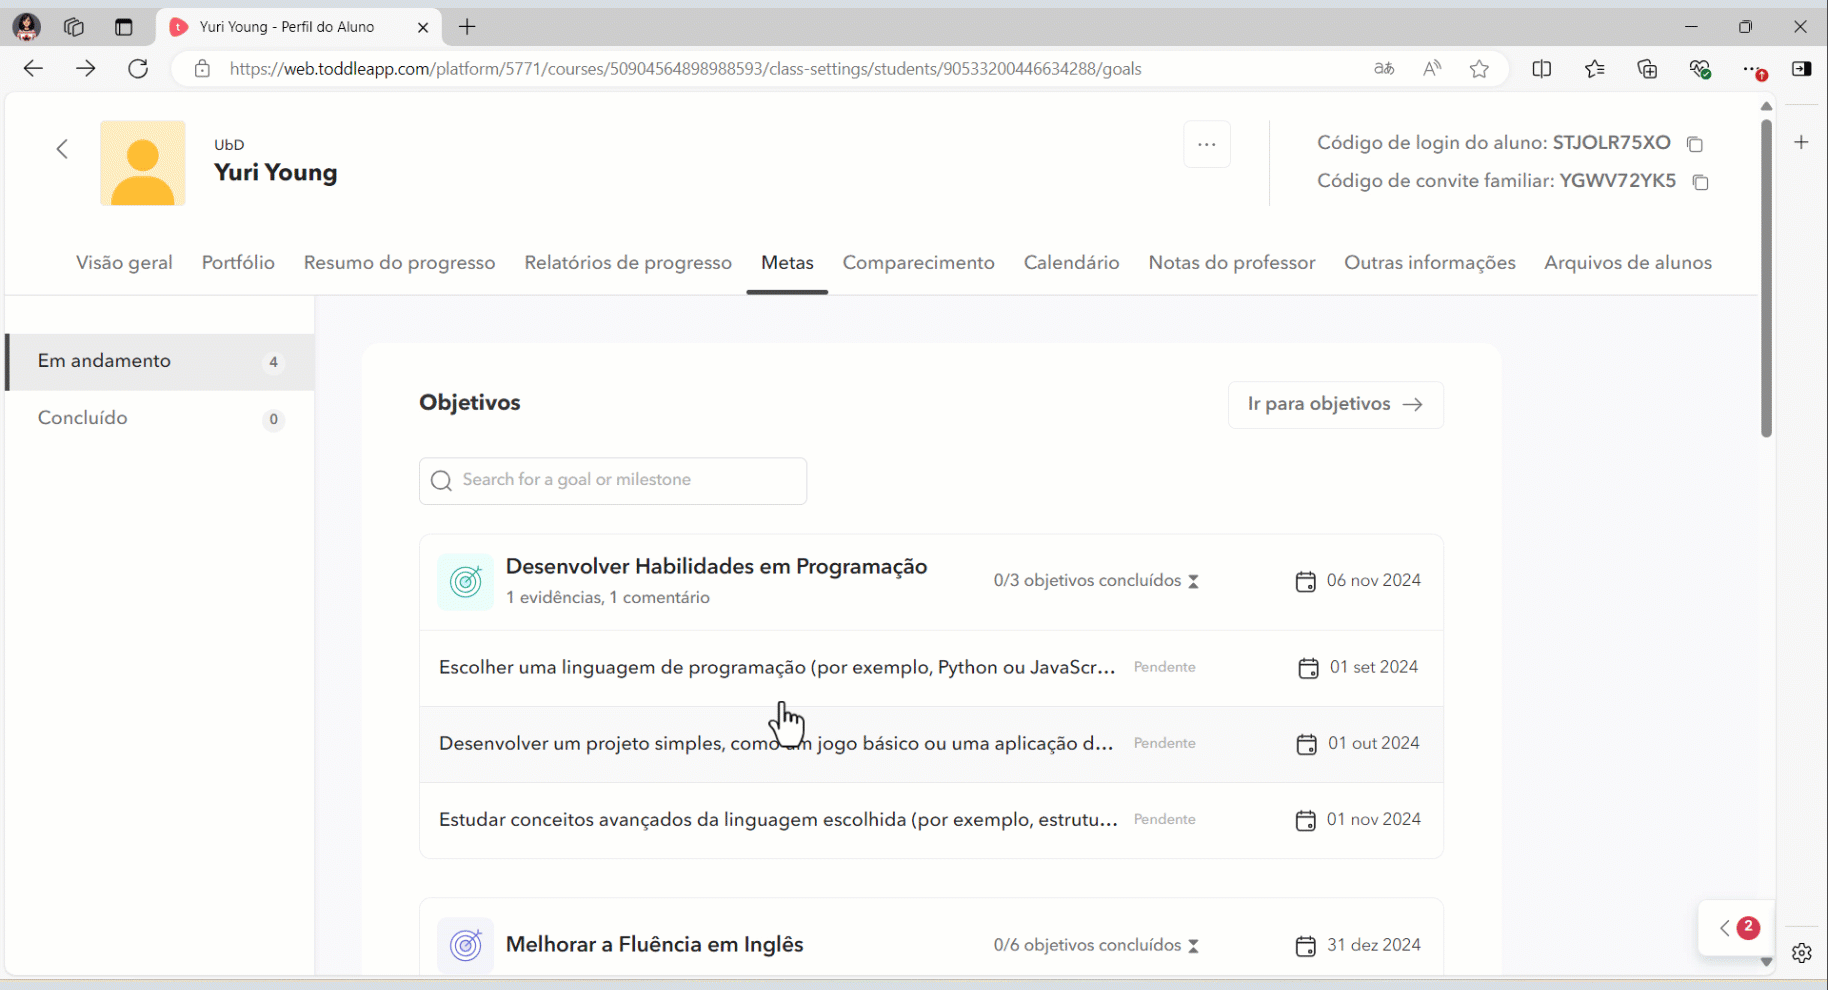 Yuri Young - Perfil do Aluno
https://web.toddleapp.com/platform/5771/courses/50904564898988593/class-settings/students/90533200446634288/goals
UbD
Yuri Young
Código de login do aluno: STJOLR75XO
Código de convite familiar: YGWV72YK5
Visão geral
Portfólio
Resumo do progresso
Relatórios de progresso
Metas
Comparecimento
Calendário
Notas do professor
Outras informações
Arquivos de alunos
Em andamento 4
Concluído 0
Objetivos
Ir para objetivos
Search for a goal or milestone
Desenvolver Habilidades em Programação
1 evidências, 1 comentário
0/3 objetivos concluídos
06 nov 2024
Escolher uma linguagem de programação (por exemplo, Python ou JavaScr... Pendente 01 set 2024
Desenvolver um projeto simples, como um jogo básico ou uma aplicação d... Pendente 01 out 2024
Estudar conceitos avançados da linguagem escolhida (por exemplo, estrutu... Pendente 01 nov 2024
Melhorar a Fluência em Inglês
0/6 objetivos concluídos
31 dez 2024
2